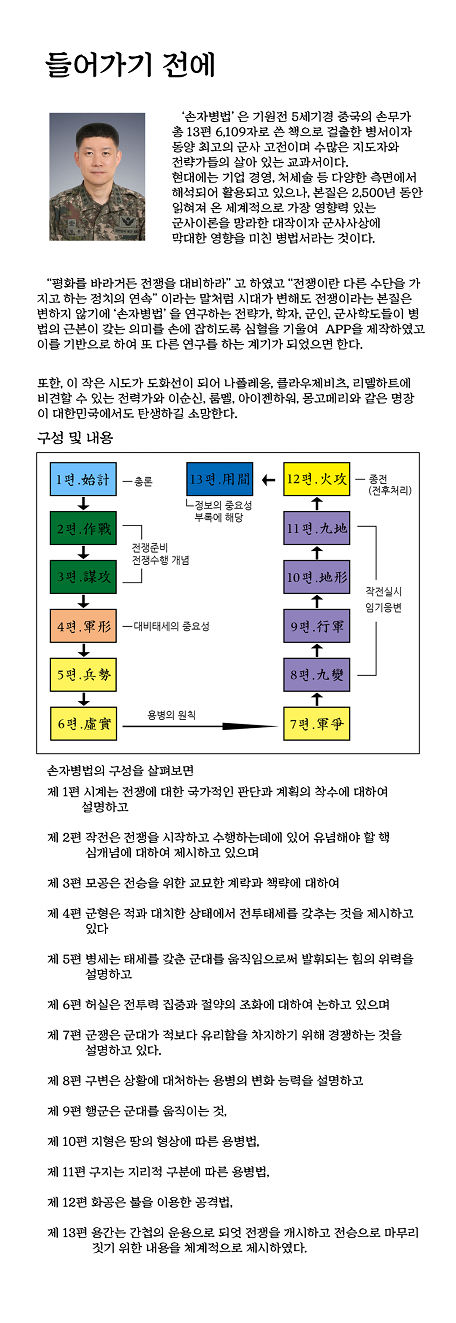 들어가기 전에
‘손자병법’ 은 기원전 5세기경 중국의 손무가
총 13편 6,109자로 쓴 책으로 걸출한 병서이자
동양 최고의 군사 고전이며 수많은 지도자와
전략가들의 살아 있는 교과서이다.
현대에는 기업 경영, 처세술 등 다양한 측면에서
해석되어 활용되고 있으나, 본질은 2,500년 동안
읽혀져 온 세계적으로 가장 영향력 있는
군사이론을 망라한 대작이자 군사사상에
막대한 영향을 미친 병법서라는 것이다.
“평화를 바라거든 전쟁을 대비하라” 고 하였고 “전쟁이란 다른 수단을 가
지고 하는 정치의 연속” 이라는 말처럼 시대가 변해도 전쟁이라는 본질은
변하지 않기에 ‘손자병법’ 을 연구하는 전략가, 학자, 군인, 군사학도들이 병
법의 근본이 갖는 의미를 손에 잡히도록 심혈을 기울여 APP을 제작하였고
이를 기반으로 하여 또 다른 연구를 하는 계기가 되었으면 한다.
또한, 이 작은 시도가 도화선이 되어 나폴레옹, 클라우제비츠, 리델하트에
비견할 수 있는 전력가와 이순신, 롬멜, 아이젠하워, 몽고메리와 같은 명장
이 대한민국에서도 탄생하길 소망한다.
구성 및 내용
1편.始計
총론
2편.作戰
3편.謀攻
전쟁준비
전쟁수행 개념
4편.軍形
대비태세의 중요성
5편.兵勢
6편.虛實
용병의 원칙
7편.軍爭
8편.九變
9편.行軍
10편.地形
11편.九地
작전실시
임기응변
12편.火攻
종전
(전후처리)
13편.用間
정보의 중요성
부록에 해당
손자병법의 구성을 살펴보면
제 1편 시계는 전쟁에 대한 국가적인 판단과 계획의 착수에 대하여
설명하고
제 2편 작전은 전쟁을 시작하고 수행하는데에 있어 유념해야 할 핵
심개념에 대하여 제시하고 있으며
제 3편 모공은 전승을 위한 교묘한 계략과 책략에 대하여
제 4편 군형은 적과 대치한 상태에서 전투태세를 갖추는 것을 제시하고
있다
제 5편 병세는 태세를 갖춘 군대를 움직임으로써 발휘되는 힘의 위력을
설명하고
제 6편 허실은 전투력 집중과 절약의 조화에 대하여 논하고 있으며
제 7편 군쟁은 군대가 적보다 유리함을 차지하기 위해 경쟁하는 것을
설명하고 있다.
제 8편 구변은 상황에 대처하는 용병의 변화 능력을 설명하고
제 9편 행군은 군대를 움직이는 것,
제 10편 지형은 땅의 형상에 따른 용병법,
제 11편 구지는 지리적 구분에 따른 용병법,
제 12편 화공은 불을 이용한 공격법,
제 13편 용간는 간첩의 운용으로 되엇 전쟁을 개시하고 전승으로 마무리
짓기 위한 내용을 체계적으로 제시하였다.